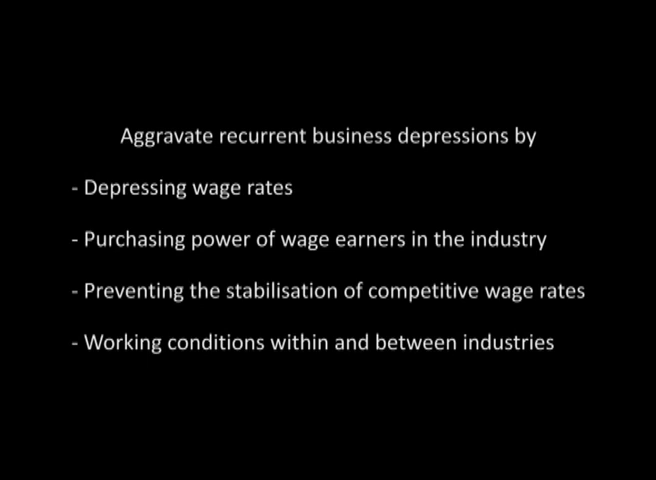 Aggravate recurrent business depressions by
- Depressing wage rates
- Purchasing power of wage earners in the industry
- Preventing the stabilisation of competitive wage rates
- Working conditions within and between industries